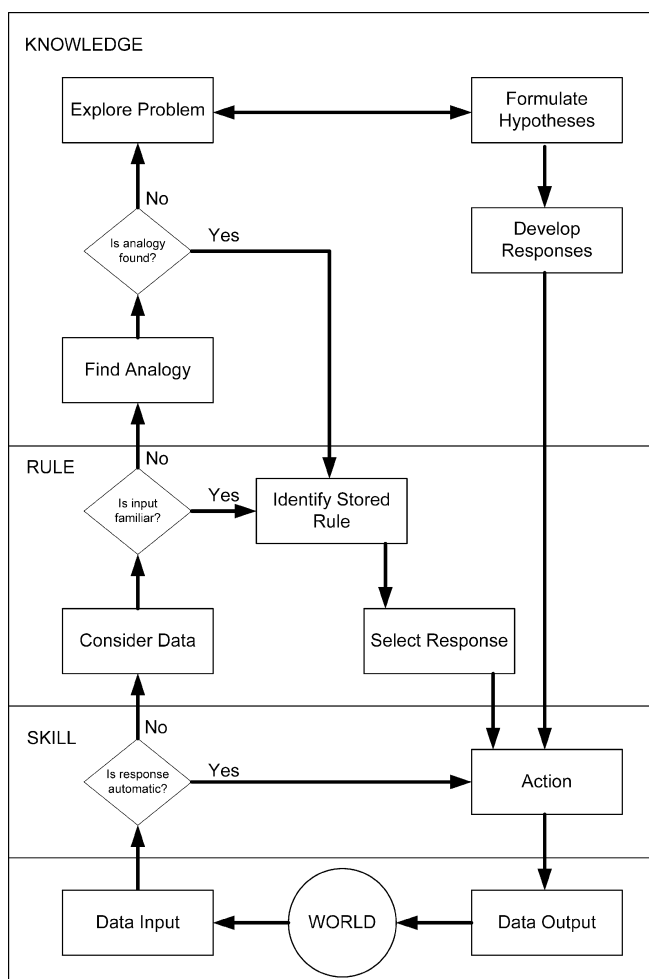 KNOWLEDGE
Explore Problem
Formulate
Hypotheses
No
Is analogy
found?
Yes
Develop
Responses
Find Analogy
RULE
No
Is input
familiar?
Yes
Identify Stored
Rule
Consider Data
Select Response
SKILL
No
Is response
automatic?
Yes
Action
Data Input
WORLD
Data Output